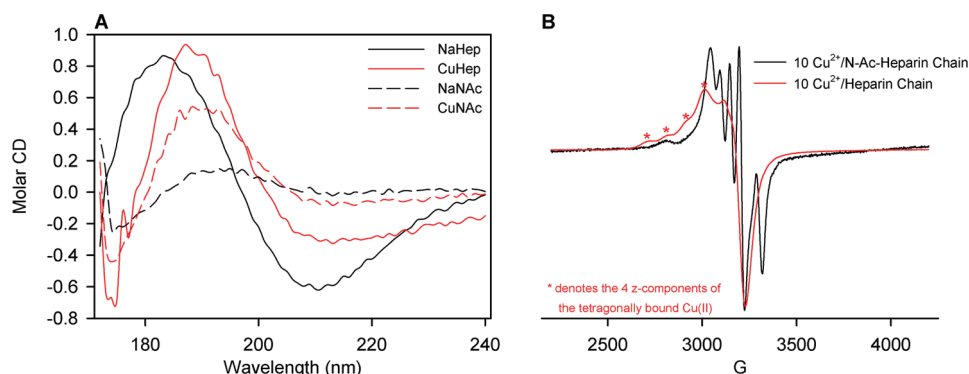 A
1.0
0.8
0.6
0.4
0.2
0.0
-0.2
-0.4
-0.6
-0.8
Molar CD
NaHep
CuHep
NaNAc
CuNAc
180
200
220
240
Wavelength (nm)
B
10 Cu²⁺/N-Ac-Heparin Chain
10 Cu²⁺/Heparin Chain
*
*
*
*
* denotes the 4 z-components of
the tetragonally bound Cu(II)
2500
3000
3500
4000
G